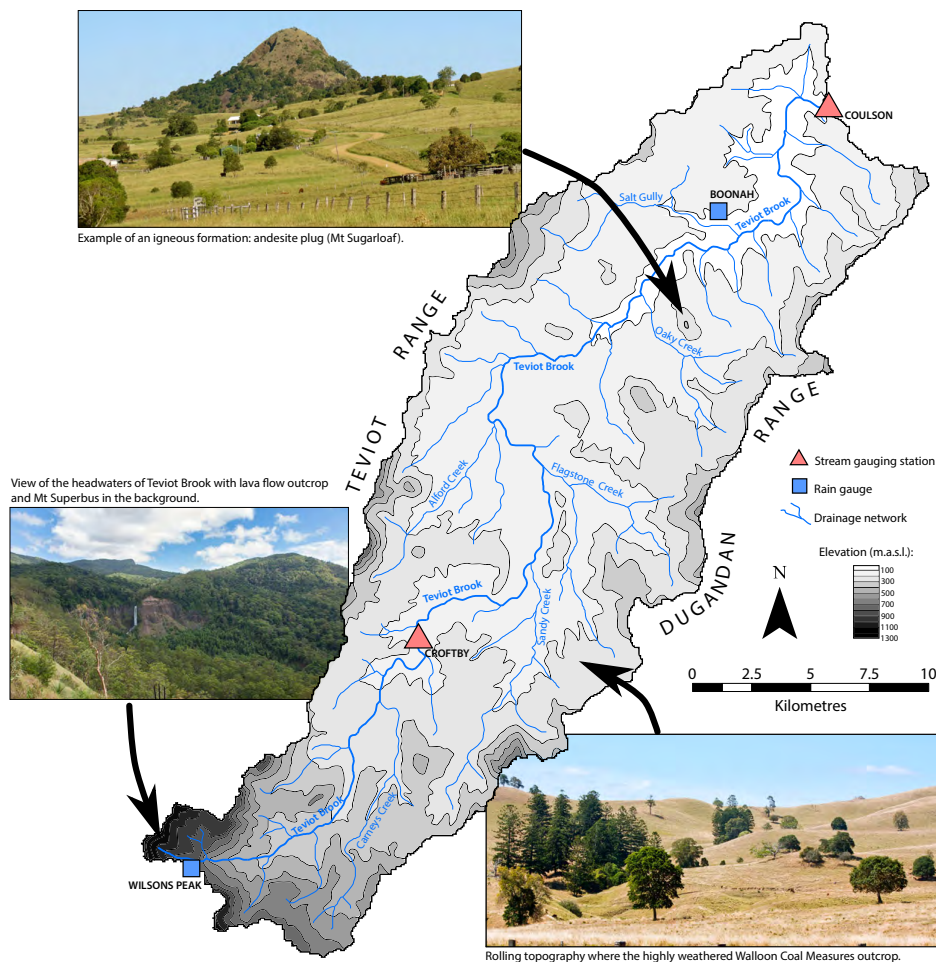 Example of an igneous formation: andesite plug (Mt Sugarloaf).
COULSON
BOONAH
Salt Gully
Teviot Brook
TEVIOT RANGE
Oaky Creek
Teviot Brook
DUGANDAN RANGE
Alford Creek
Flagstone Creek
View of the headwaters of Teviot Brook with lava flow outcrop
and Mt Superbus in the background.
Stream gauging station
Rain gauge
Drainage network
Elevation (m.a.s.l.):
100
300
500
700
900
1100
1300
N
Teviot Brook
Sandy Creek
CROFTBY
0 2.5 5 7.5 10
Kilometres
Teviot Brook
Carneys Creek
WILSONS PEAK
Rolling topography where the highly weathered Walloon Coal Measures outcrop.